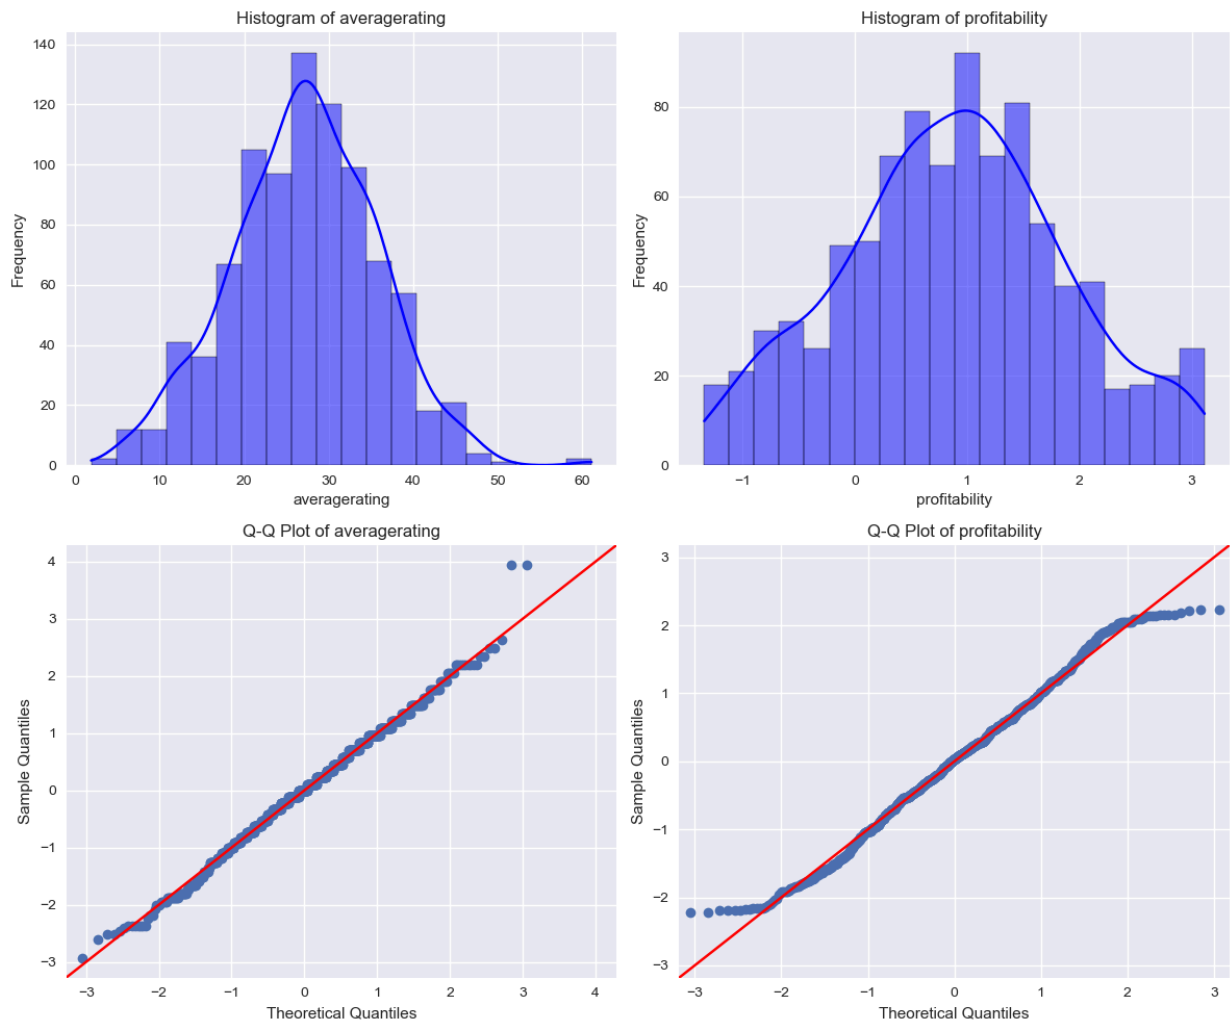 Histogram of averagerating
Frequency
140
120
100
80
60
40
20
0
0 10 20 30 40 50 60
averagerating
Histogram of profitability
Frequency
80
60
40
20
0
−1 0 1 2 3
profitability
Q-Q Plot of averagerating
Sample Quantiles
4
3
2
1
0
−1
−2
−3
−3 −2 −1 0 1 2 3 4
Theoretical Quantiles
Q-Q Plot of profitability
Sample Quantiles
3
2
1
0
−1
−2
−3
−3 −2 −1 0 1 2 3
Theoretical Quantiles